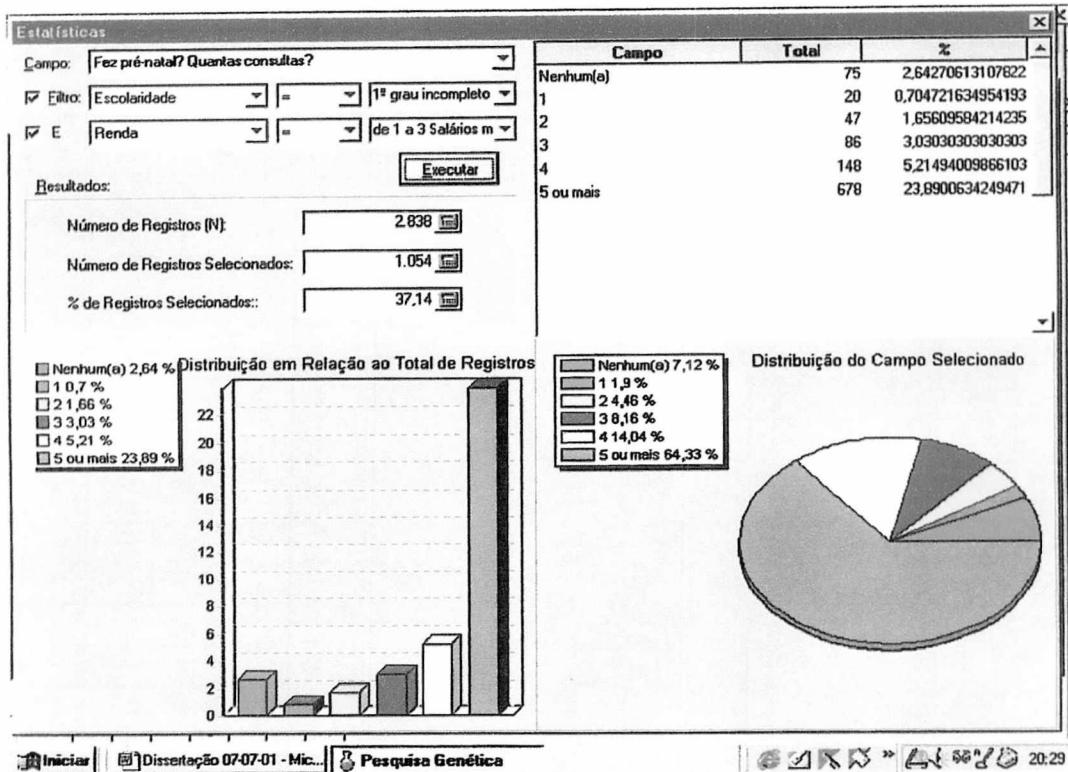 Estatísticas
Campo: Fez pré-natal? Quantas consultas?
Filtro: Escolaridade = 1º grau incompleto
E Renda = de 1 a 3 Salários m
Executar
Resultados:
Número de Registros (N): 2.838
Número de Registros Selecionados: 1.054
% de Registros Selecionados:: 37,14
Campo Total %
Nenhum(a) 75 2,64270613107822
1 20 0,704721634954193
2 47 1,65609584214235
3 86 3,03030303030303
4 148 5,21494009866103
5 ou mais 678 23,8900634249471
Distribuição em Relação ao Total de Registros
Nenhum(a) 2,64 %
1 0,7 %
2 1,66 %
3 3,03 %
4 5,21 %
5 ou mais 23,89 %
22
20
18
16
14
12
10
8
6
4
2
0
Distribuição do Campo Selecionado
Nenhum(a) 7,12 %
1 1,9 %
2 4,46 %
3 8,16 %
4 14,04 %
5 ou mais 64,33 %
Iniciar Dissertação 07-07-01 - Mic... Pesquisa Genética » 20:29